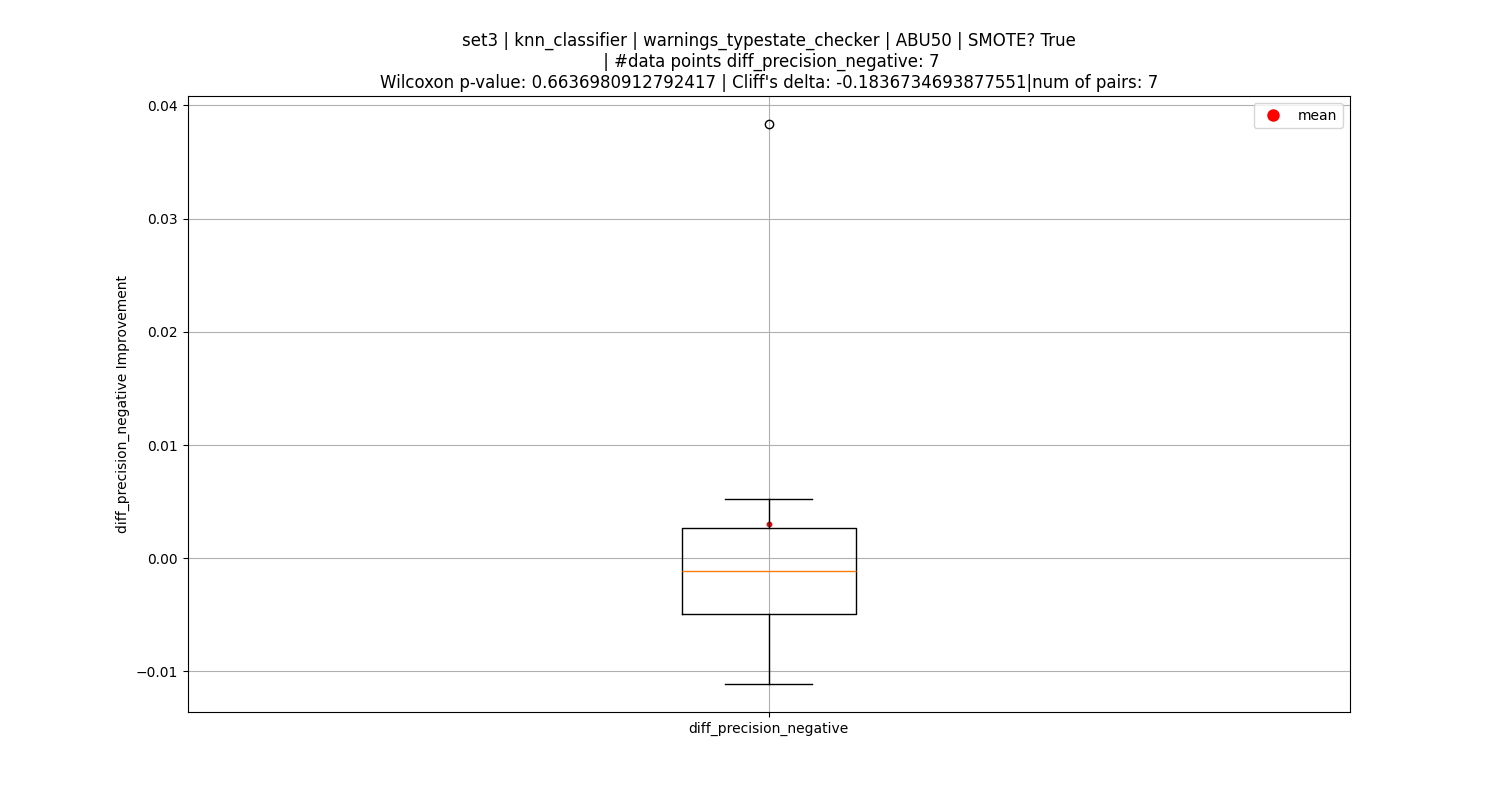 set3 | knn_classifier | warnings_typestate_checker | ABU50 | SMOTE? True
| #data points diff_precision_negative: 7
Wilcoxon p-value: 0.6636980912792417 | Cliff's delta: -0.1836734693877551|num of pairs: 7
mean
0.04
0.03
0.02
0.01
0.00
−0.01
diff_precision_negative Improvement
diff_precision_negative